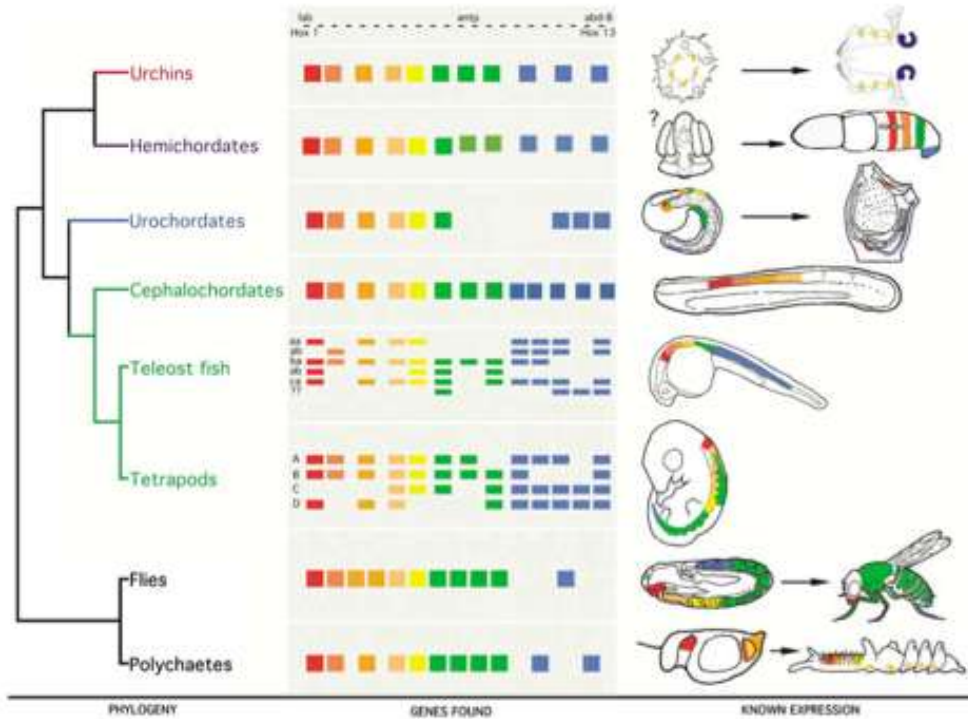 lab antp abd-B
Hox 1 Hox 13
Urchins
?
Hemichordates
Urochordates
Cephalochordates
Teleost fish
A
B
Tetrapods
C
D
Flies
Polychaetes
PHYLOGENY GENES FOUND KNOWN EXPRESSION